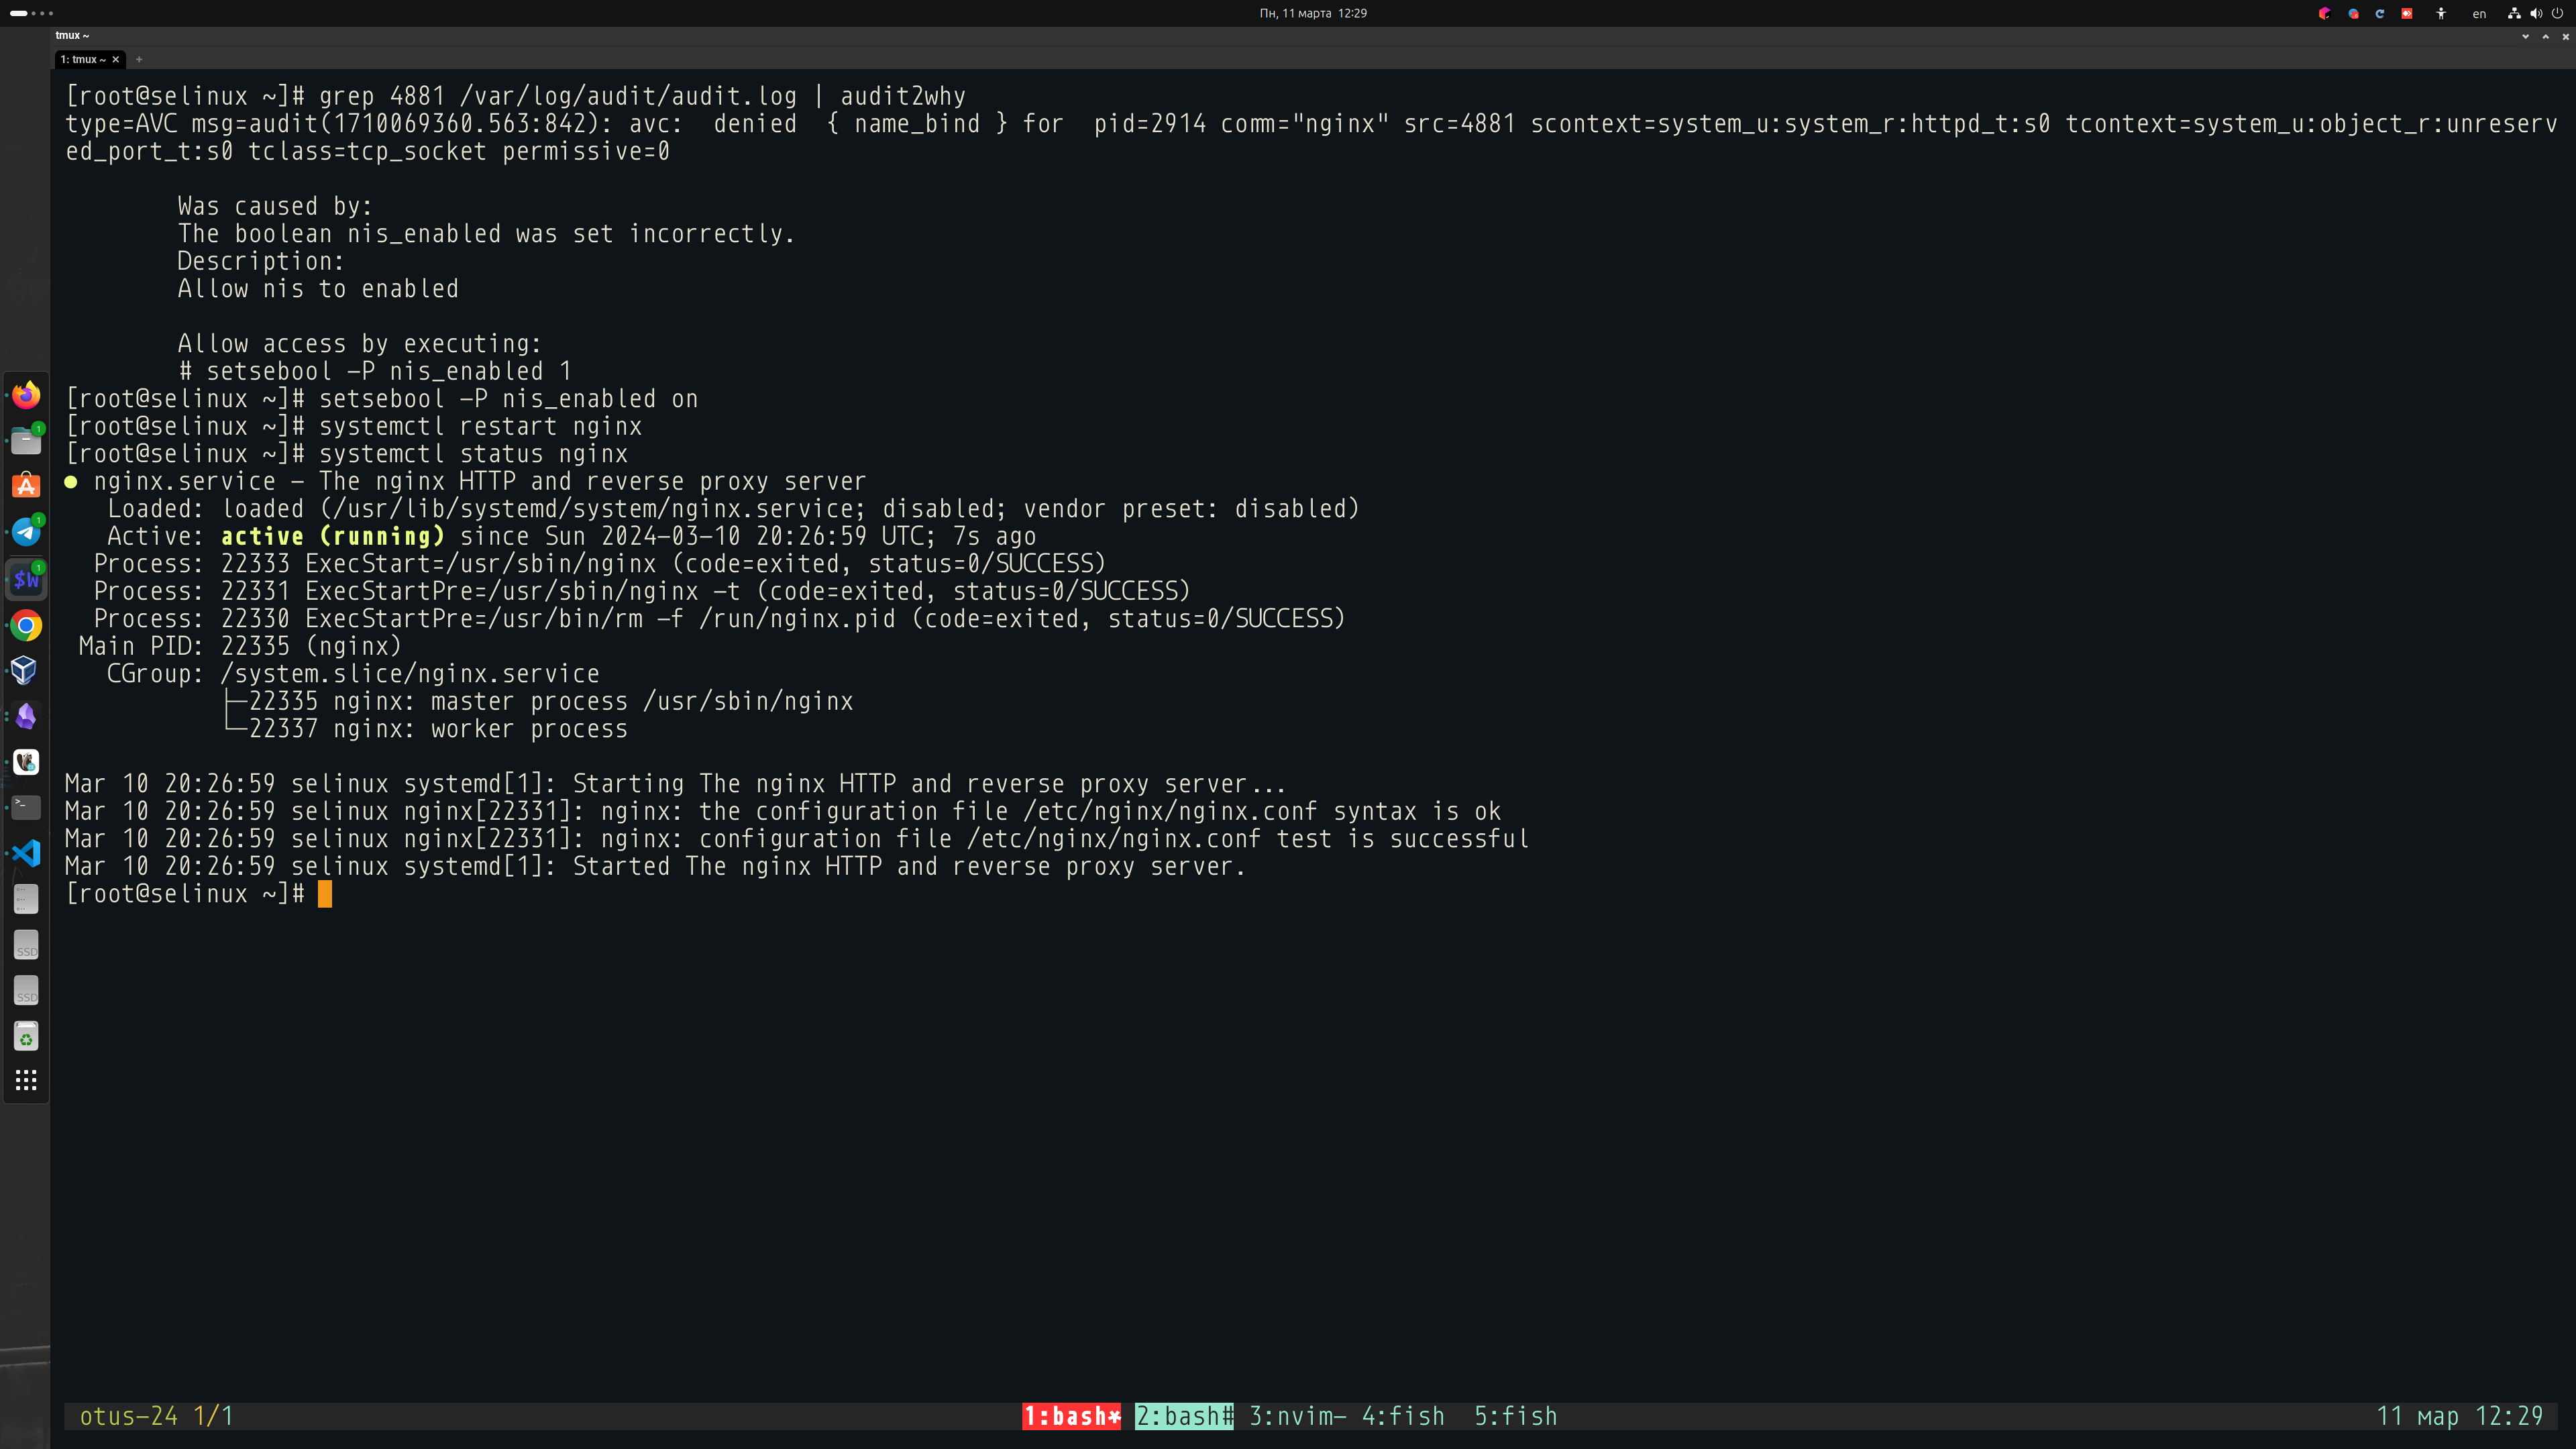 Пн, 11 марта 12:29
en
tmux ~
1: tmux ~ × +
[root@selinux ~]# grep 4881 /var/log/audit/audit.log | audit2why
type=AVC msg=audit(1710069360.563:842): avc:  denied  { name_bind } for  pid=2914 comm="nginx" src=4881 scontext=system_u:system_r:httpd_t:s0 tcontext=system_u:object_r:unreserv
ed_port_t:s0 tclass=tcp_socket permissive=0
Was caused by:
The boolean nis_enabled was set incorrectly.
Description:
Allow nis to enabled
Allow access by executing:
# setsebool -P nis_enabled 1
[root@selinux ~]# setsebool -P nis_enabled on
[root@selinux ~]# systemctl restart nginx
[root@selinux ~]# systemctl status nginx
● nginx.service - The nginx HTTP and reverse proxy server
Loaded: loaded (/usr/lib/systemd/system/nginx.service; disabled; vendor preset: disabled)
Active: active (running) since Sun 2024-03-10 20:26:59 UTC; 7s ago
Process: 22333 ExecStart=/usr/sbin/nginx (code=exited, status=0/SUCCESS)
Process: 22331 ExecStartPre=/usr/sbin/nginx -t (code=exited, status=0/SUCCESS)
Process: 22330 ExecStartPre=/usr/bin/rm -f /run/nginx.pid (code=exited, status=0/SUCCESS)
Main PID: 22335 (nginx)
CGroup: /system.slice/nginx.service
├─22335 nginx: master process /usr/sbin/nginx
└─22337 nginx: worker process
Mar 10 20:26:59 selinux systemd[1]: Starting The nginx HTTP and reverse proxy server...
Mar 10 20:26:59 selinux nginx[22331]: nginx: the configuration file /etc/nginx/nginx.conf syntax is ok
Mar 10 20:26:59 selinux nginx[22331]: nginx: configuration file /etc/nginx/nginx.conf test is successful
Mar 10 20:26:59 selinux systemd[1]: Started The nginx HTTP and reverse proxy server.
[root@selinux ~]#
1
1
$W 1
>_
SSD
SSD
otus-24 1/1 1:bash* 2:bash# 3:nvim- 4:fish 5:fish 11 мар 12:29